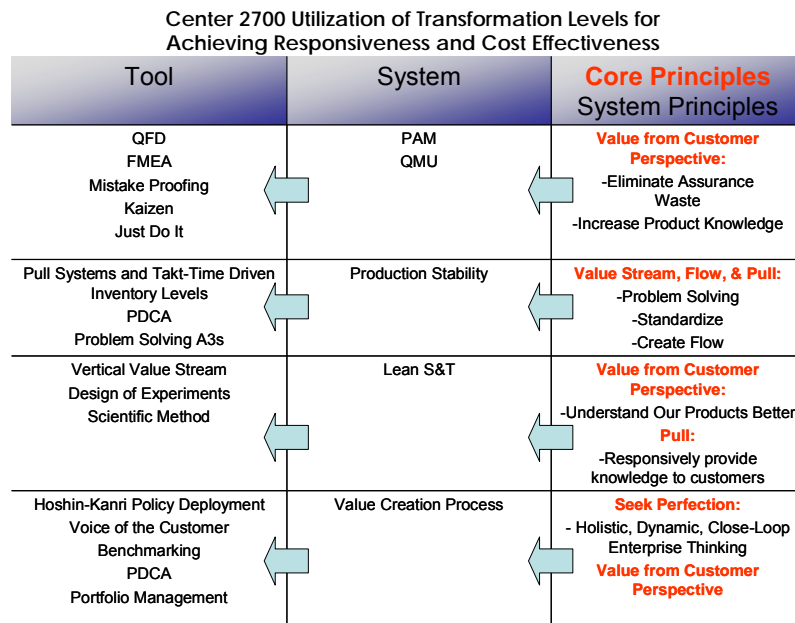 Center 2700 Utilization of Transformation Levels for
Achieving Responsiveness and Cost Effectiveness
Tool
System
Core Principles
System Principles
QFD
FMEA
Mistake Proofing
Kaizen
Just Do It
PAM
QMU
Value from Customer
Perspective:
-Eliminate Assurance
Waste
-Increase Product Knowledge
Pull Systems and Takt-Time Driven
Inventory Levels
PDCA
Problem Solving A3s
Production Stability
Value Stream, Flow, & Pull:
-Problem Solving
-Standardize
-Create Flow
Vertical Value Stream
Design of Experiments
Scientific Method
Lean S&T
Value from Customer
Perspective:
-Understand Our Products Better
Pull:
-Responsively provide
knowledge to customers
Hoshin-Kanri Policy Deployment
Voice of the Customer
Benchmarking
PDCA
Portfolio Management
Value Creation Process
Seek Perfection:
- Holistic, Dynamic, Close-Loop
Enterprise Thinking
Value from Customer
Perspective